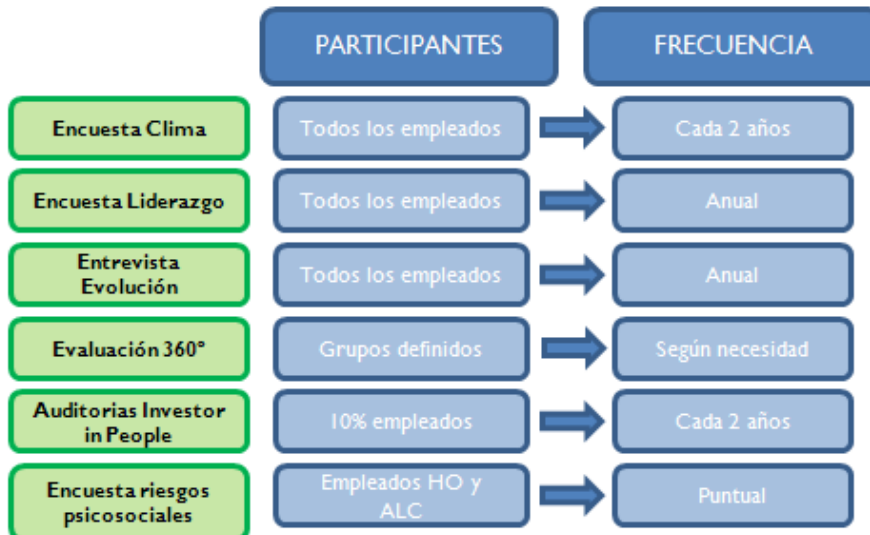 PARTICIPANTES FRECUENCIA
Encuesta Clima Todos los empleados Cada 2 años
Encuesta Liderazgo Todos los empleados Anual
Entrevista
Evolución Todos los empleados Anual
Evaluación 360º Grupos definidos Según necesidad
Auditorias Investor
in People 10% empleados Cada 2 años
Encuesta riesgos
psicosociales Empleados HO y
ALC Puntual